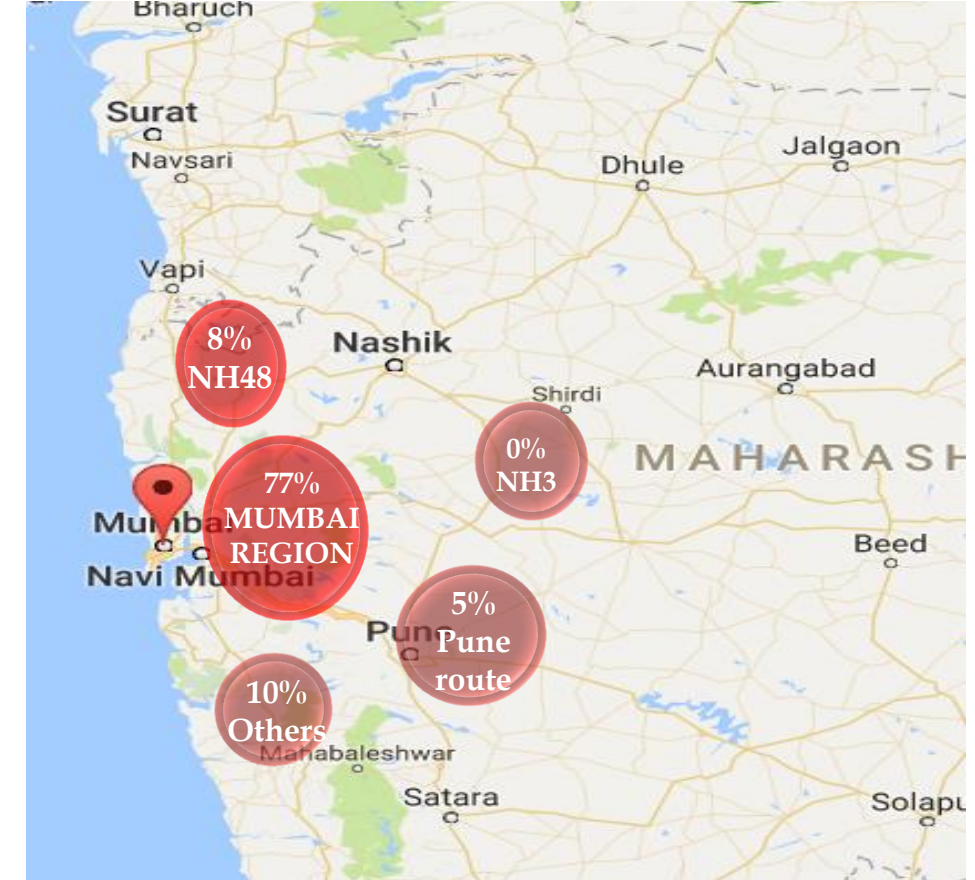 Bharuch
Surat
Navsari
Dhule
Jalgaon
Vapi
8%
NH48
Nashik
Aurangabad
Shirdi
0%
NH3
MAHARASH
77%
MUMBAI
REGION
Mumbai
Navi Mumbai
Beed
5%
Pune
route
Pune
10%
Others
Mahabaleshwar
Satara
Solapu